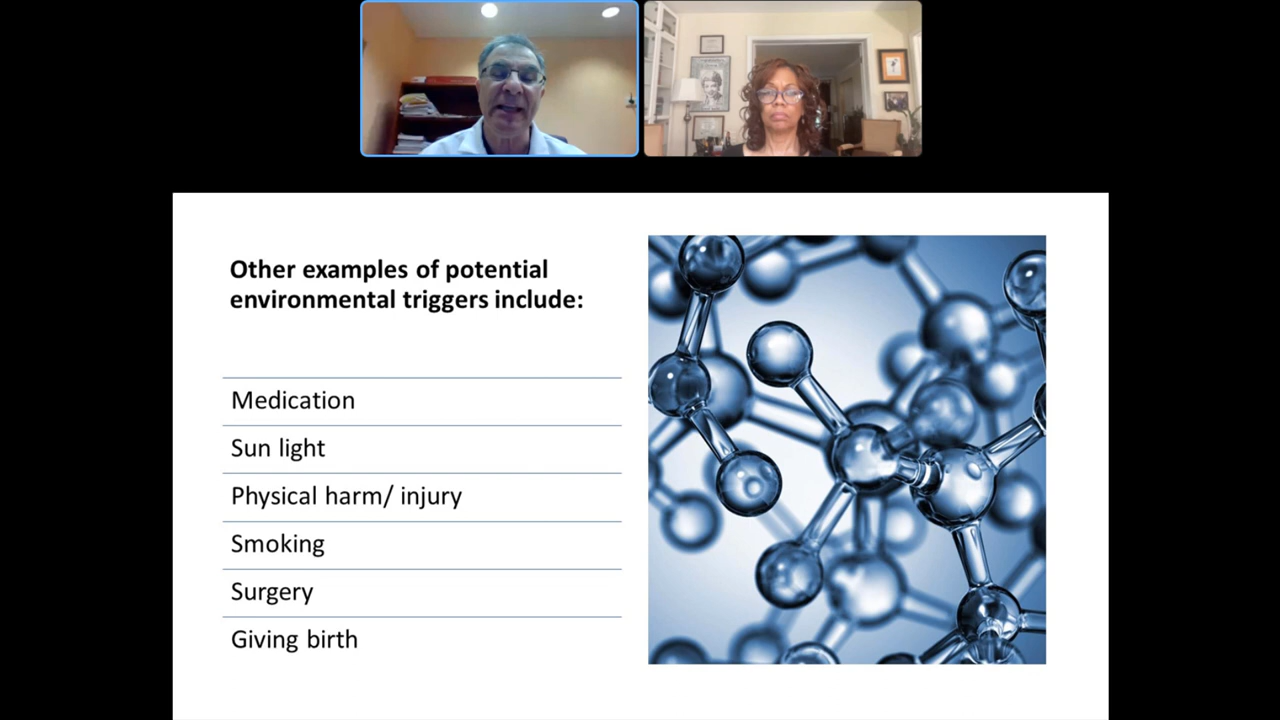 Other examples of potential
environmental triggers include:
Medication
Sun light
Physical harm/ injury
Smoking
Surgery
Giving birth